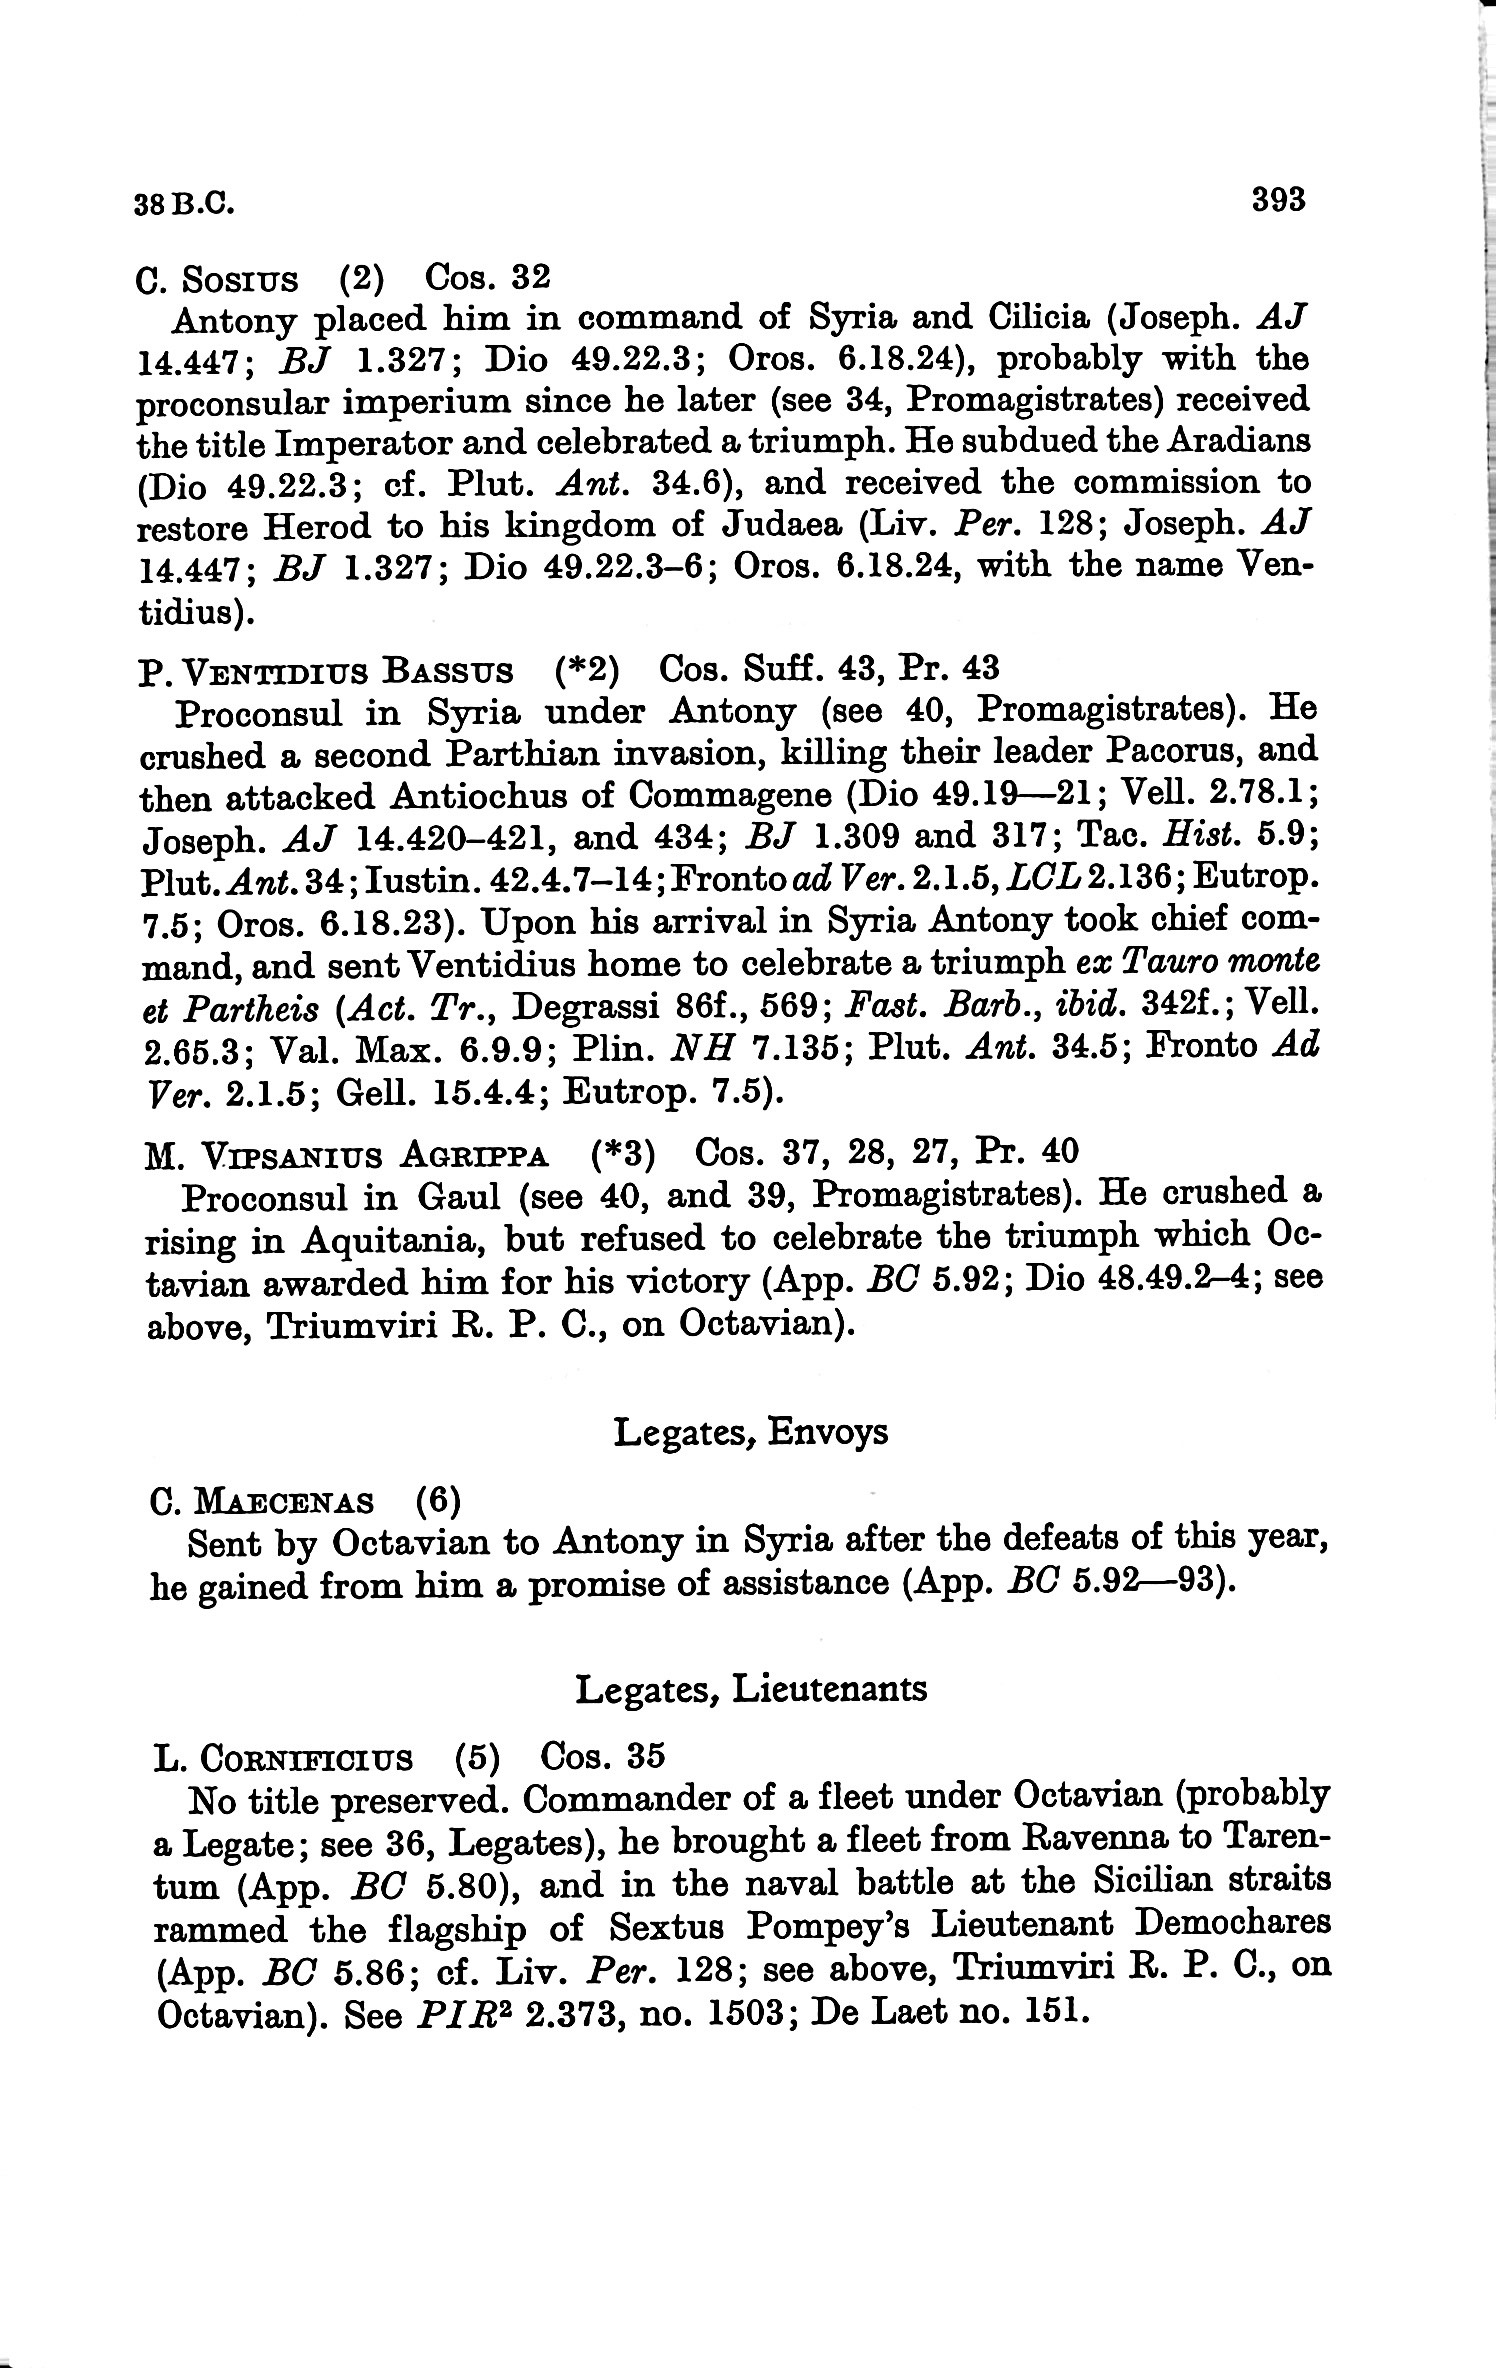 38 B.C. 393
C. Sosius (2) Cos. 32
Antony placed him in command of Syria and Cilicia (Joseph. AJ
14.447; BJ 1.327; Dio 49.22.3; Oros. 6.18.24), probably with the
proconsular imperium since he later (see 34, Promagistrates) received
the title Imperator and celebrated a triumph. He subdued the Aradians
(Dio 49.22.3; cf. Plut. Ant. 34.6), and received the commission to
restore Herod to his kingdom of Judaea (Liv. Per. 128; Joseph. AJ
14.447; BJ 1.327; Dio 49.22.3–6; Oros. 6.18.24, with the name Ven-
tidius).
P. Ventidius Bassus (*2) Cos. Suff. 43, Pr. 43
Proconsul in Syria under Antony (see 40, Promagistrates). He
crushed a second Parthian invasion, killing their leader Pacorus, and
then attacked Antiochus of Commagene (Dio 49.19—21; Vell. 2.78.1;
Joseph. AJ 14.420–421, and 434; BJ 1.309 and 317; Tac. Hist. 5.9;
Plut. Ant. 34; Iustin. 42.4.7–14; Fronto ad Ver. 2.1.5, LCL 2.136; Eutrop.
7.5; Oros. 6.18.23). Upon his arrival in Syria Antony took chief com-
mand, and sent Ventidius home to celebrate a triumph ex Tauro monte
et Partheis (Act. Tr., Degrassi 86f., 569; Fast. Barb., ibid. 342f.; Vell.
2.65.3; Val. Max. 6.9.9; Plin. NH 7.135; Plut. Ant. 34.5; Fronto Ad
Ver. 2.1.5; Gell. 15.4.4; Eutrop. 7.5).
M. Vipsanius Agrippa (*3) Cos. 37, 28, 27, Pr. 40
Proconsul in Gaul (see 40, and 39, Promagistrates). He crushed a
rising in Aquitania, but refused to celebrate the triumph which Oc-
tavian awarded him for his victory (App. BC 5.92; Dio 48.49.2–4; see
above, Triumviri R. P. C., on Octavian).
Legates, Envoys
C. Maecenas (6)
Sent by Octavian to Antony in Syria after the defeats of this year,
he gained from him a promise of assistance (App. BC 5.92—93).
Legates, Lieutenants
L. Cornificius (5) Cos. 35
No title preserved. Commander of a fleet under Octavian (probably
a Legate; see 36, Legates), he brought a fleet from Ravenna to Taren-
tum (App. BC 5.80), and in the naval battle at the Sicilian straits
rammed the flagship of Sextus Pompey's Lieutenant Demochares
(App. BC 5.86; cf. Liv. Per. 128; see above, Triumviri R. P. C., on
Octavian). See PIR² 2.373, no. 1503; De Laet no. 151.